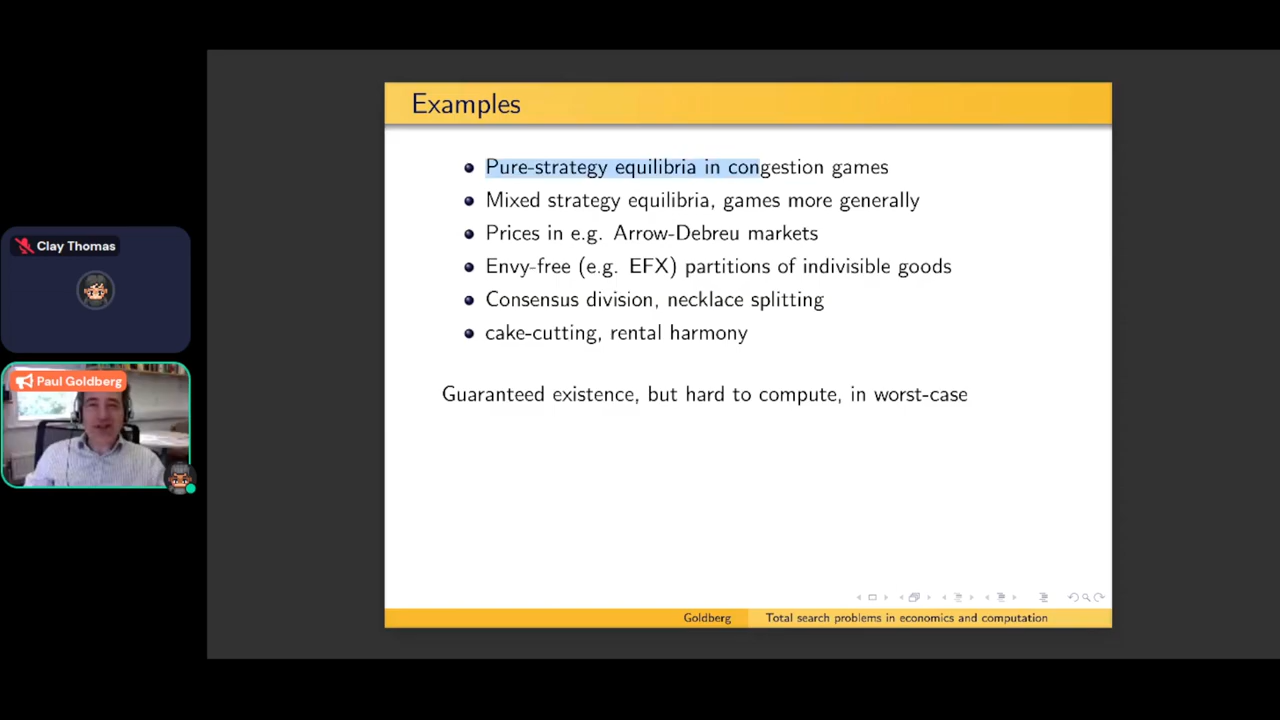 Examples
Pure-strategy equilibria in congestion games
Mixed strategy equilibria, games more generally
Prices in e.g. Arrow-Debreu markets
Envy-free (e.g. EFX) partitions of indivisible goods
Consensus division, necklace splitting
cake-cutting, rental harmony
Guaranteed existence, but hard to compute, in worst-case
Goldberg
Total search problems in economics and computation
Clay Thomas
Paul Goldberg